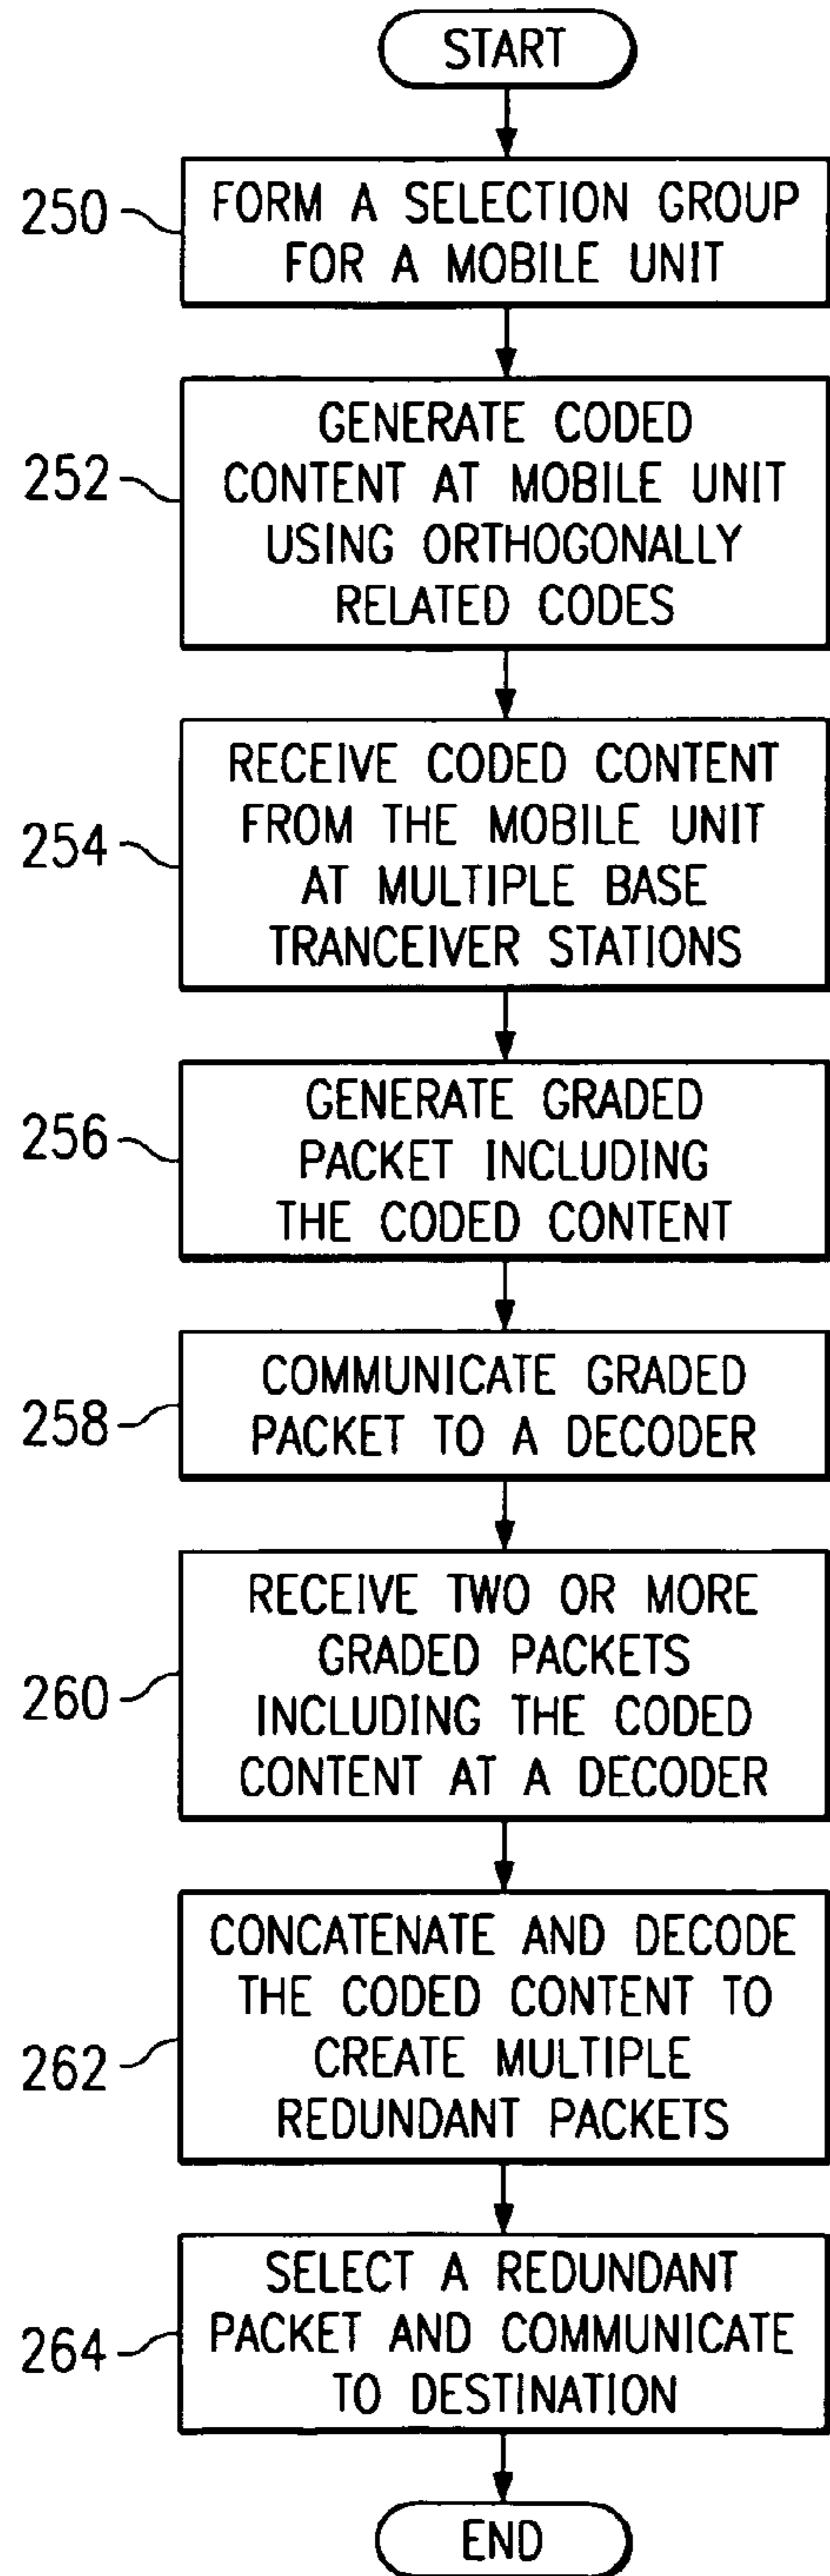 START
250
FORM A SELECTION GROUP
FOR A MOBILE UNIT
252
GENERATE CODED
CONTENT AT MOBILE UNIT
USING ORTHOGONALLY
RELATED CODES
254
RECEIVE CODED CONTENT
FROM THE MOBILE UNIT
AT MULTIPLE BASE
TRANCEIVER STATIONS
256
GENERATE GRADED
PACKET INCLUDING
THE CODED CONTENT
258
COMMUNICATE GRADED
PACKET TO A DECODER
260
RECEIVE TWO OR MORE
GRADED PACKETS
INCLUDING THE CODED
CONTENT AT A DECODER
262
CONCATENATE AND DECODE
THE CODED CONTENT TO
CREATE MULTIPLE
REDUNDANT PACKETS
264
SELECT A REDUNDANT
PACKET AND COMMUNICATE
TO DESTINATION
END